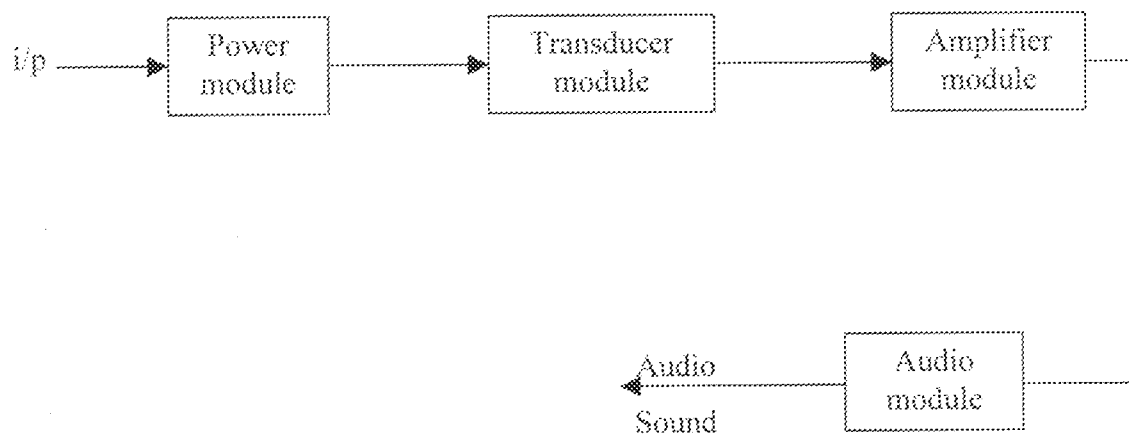 i/p
Power
module
Transducer
module
Amplifier
module
Audio
module
Audio
Sound